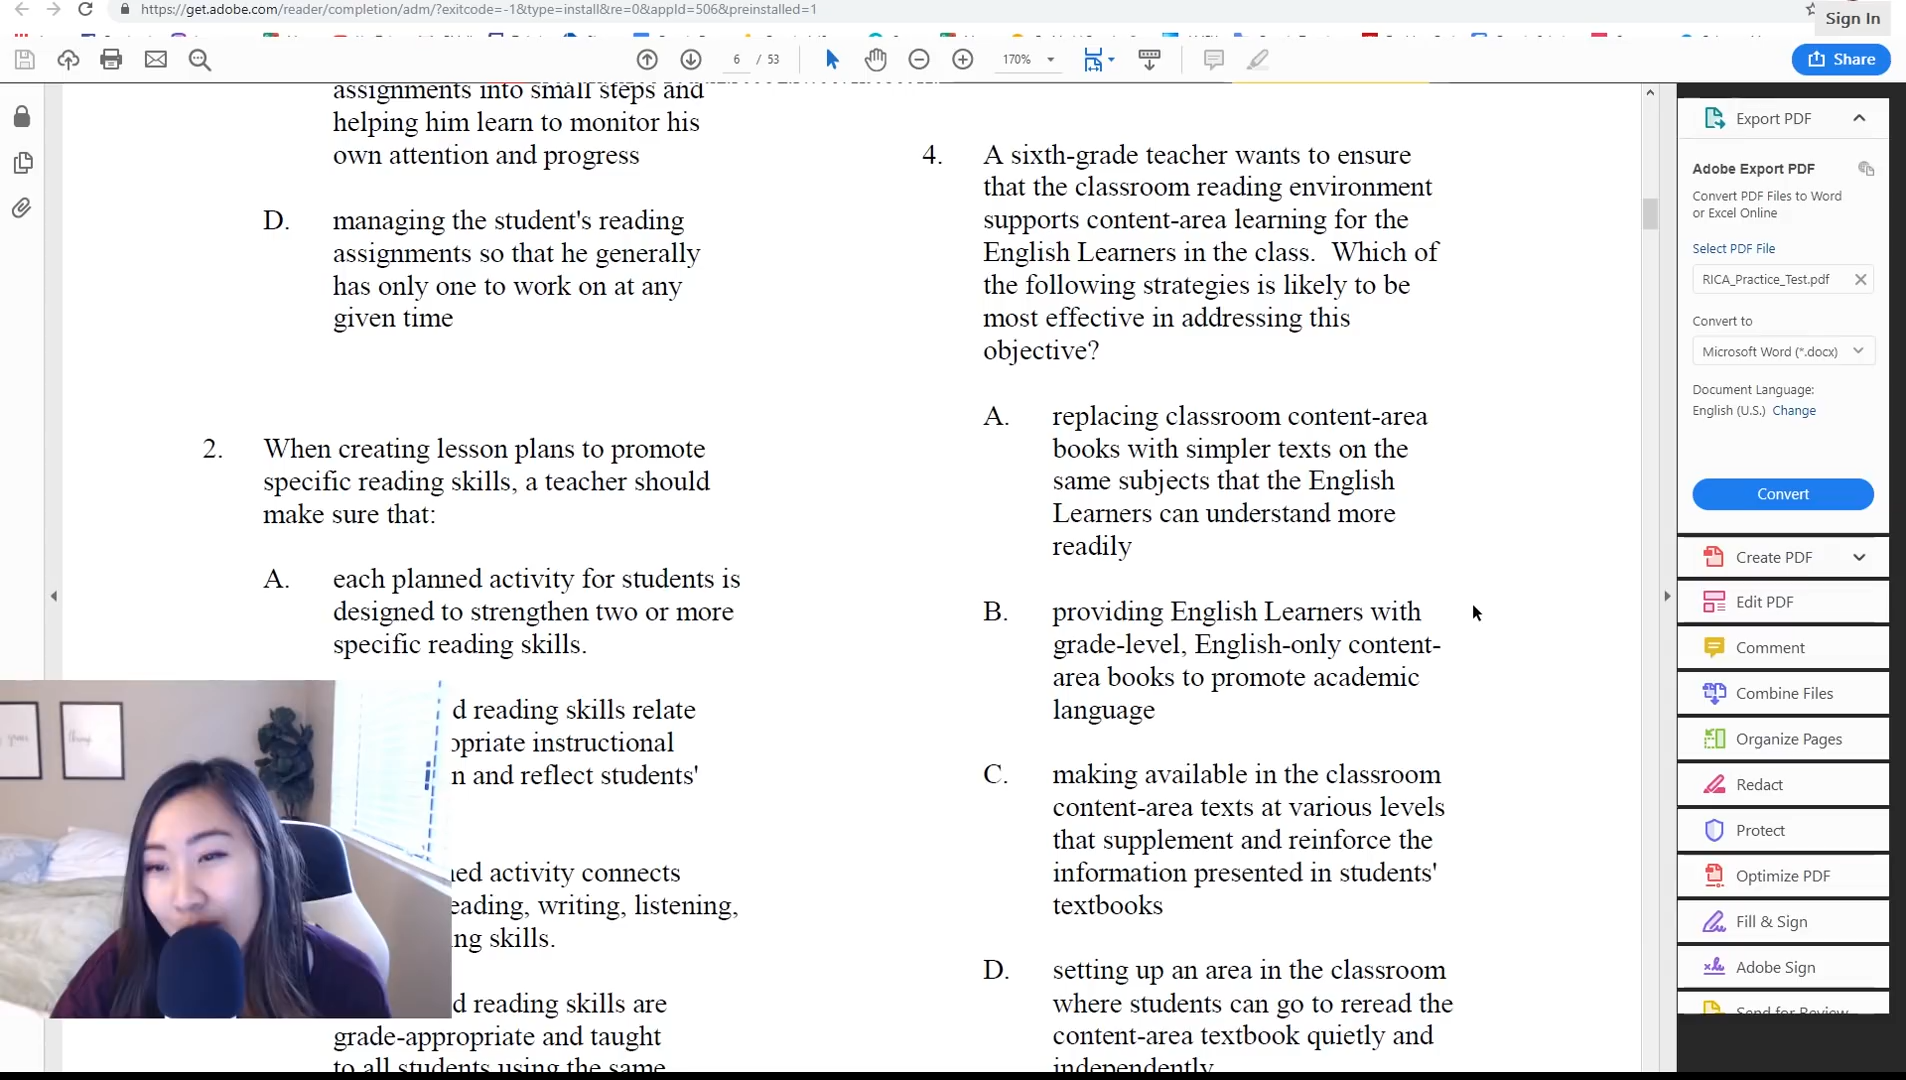 https://get.adobe.com/reader/completion/adm/?exitcode=-1&type=install&re=0&appId=506&preinstalled=1
Sign In
6 / 53
170%
Share
assignments into small steps and
helping him learn to monitor his
own attention and progress
D. managing the student's reading
assignments so that he generally
has only one to work on at any
given time
2. When creating lesson plans to promote
specific reading skills, a teacher should
make sure that:
A. each planned activity for students is
designed to strengthen two or more
specific reading skills.
d reading skills relate
opriate instructional
n and reflect students'
ned activity connects
eading, writing, listening,
ng skills.
d reading skills are
grade-appropriate and taught
to all students using the same
4. A sixth-grade teacher wants to ensure
that the classroom reading environment
supports content-area learning for the
English Learners in the class. Which of
the following strategies is likely to be
most effective in addressing this
objective?
A. replacing classroom content-area
books with simpler texts on the
same subjects that the English
Learners can understand more
readily
B. providing English Learners with
grade-level, English-only content-
area books to promote academic
language
C. making available in the classroom
content-area texts at various levels
that supplement and reinforce the
information presented in students'
textbooks
D. setting up an area in the classroom
where students can go to reread the
content-area textbook quietly and
independently
Export PDF
Adobe Export PDF
Convert PDF Files to Word
or Excel Online
Select PDF File
RICA_Practice_Test.pdf
Convert to
Microsoft Word (*.docx)
Document Language:
English (U.S.) Change
Convert
Create PDF
Edit PDF
Comment
Combine Files
Organize Pages
Redact
Protect
Optimize PDF
Fill & Sign
Adobe Sign
Send for Review